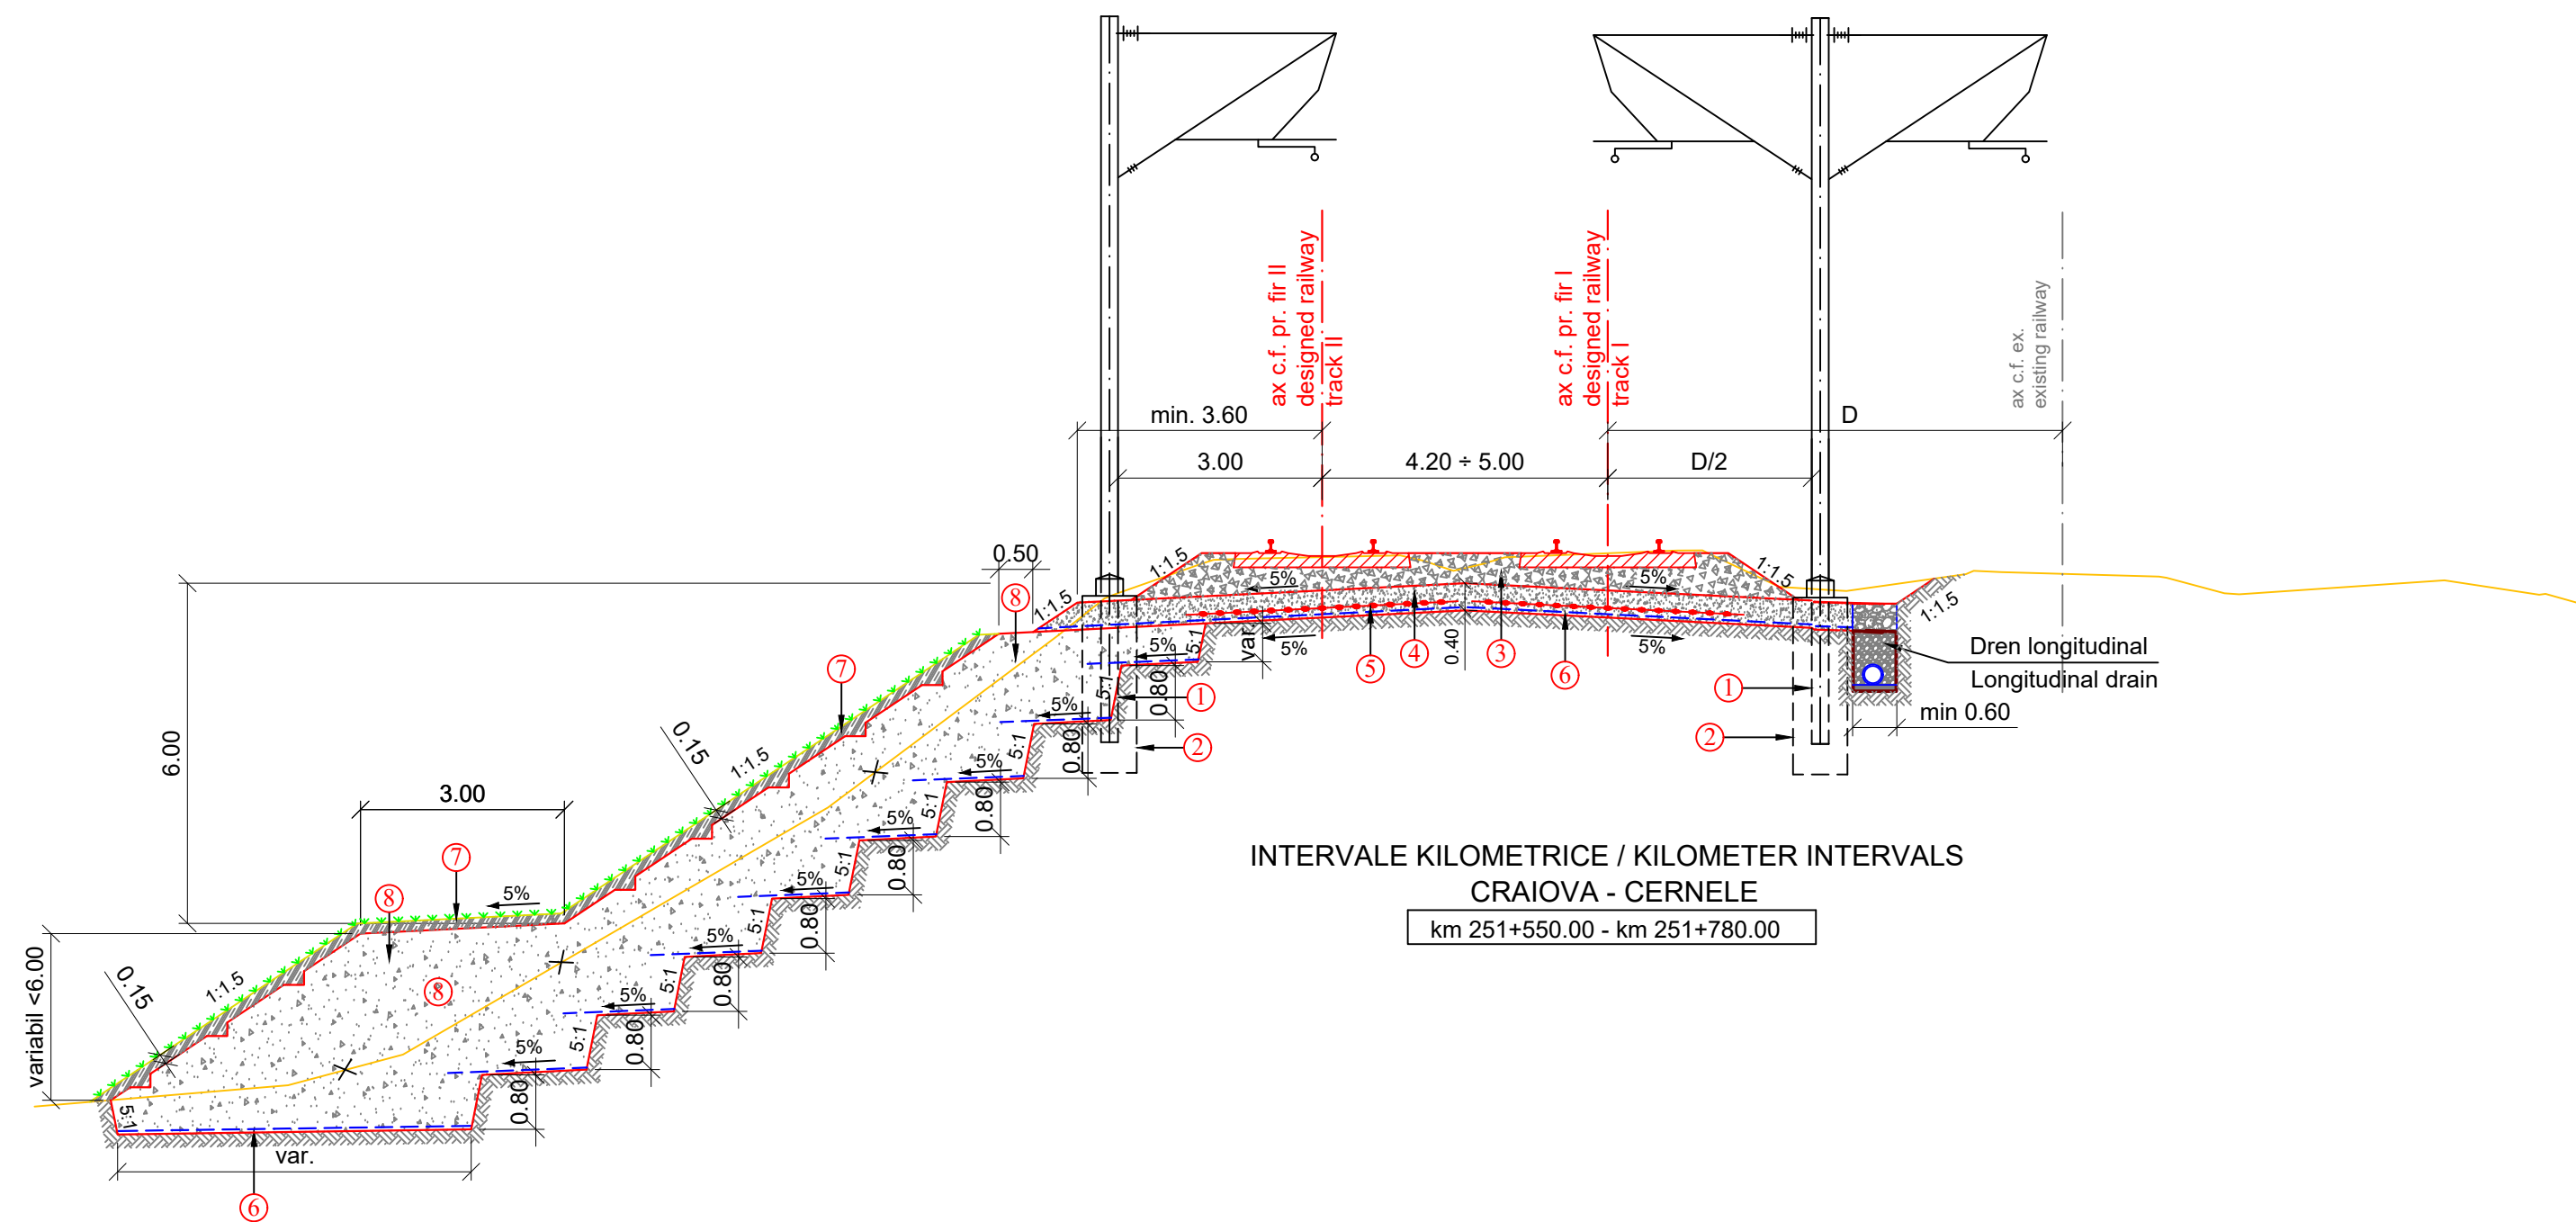 ax c.f. pr. fir II
designed railway
track II
ax c.f. pr. fir I
designed railway
track I
ax c.f. ex.
existing railway
min. 3.60
D
3.00
4.20 ÷ 5.00
D/2
0.50
1:1.5
1:1.5
5%
5%
1:1.5
1:1.5
8
6.00
7
5%
5:1
var.
5%
5
4
0.40
3
6
5%
Dren longitudinal
Longitudinal drain
min 0.60
1
2
1
2
5%
5:1
0.80
5%
5:1
0.80
5%
5:1
0.80
5%
5:1
0.80
5%
5:1
0.80
5%
5:1
0.80
5%
5:1
0.80
5%
0.80
0.15
1:1.5
3.00
7
8
5%
8
variabil <6.00
0.15
1:1.5
5:1
var.
6
INTERVALE KILOMETRICE / KILOMETER INTERVALS
CRAIOVA - CERNELE
km 251+550.00 - km 251+780.00